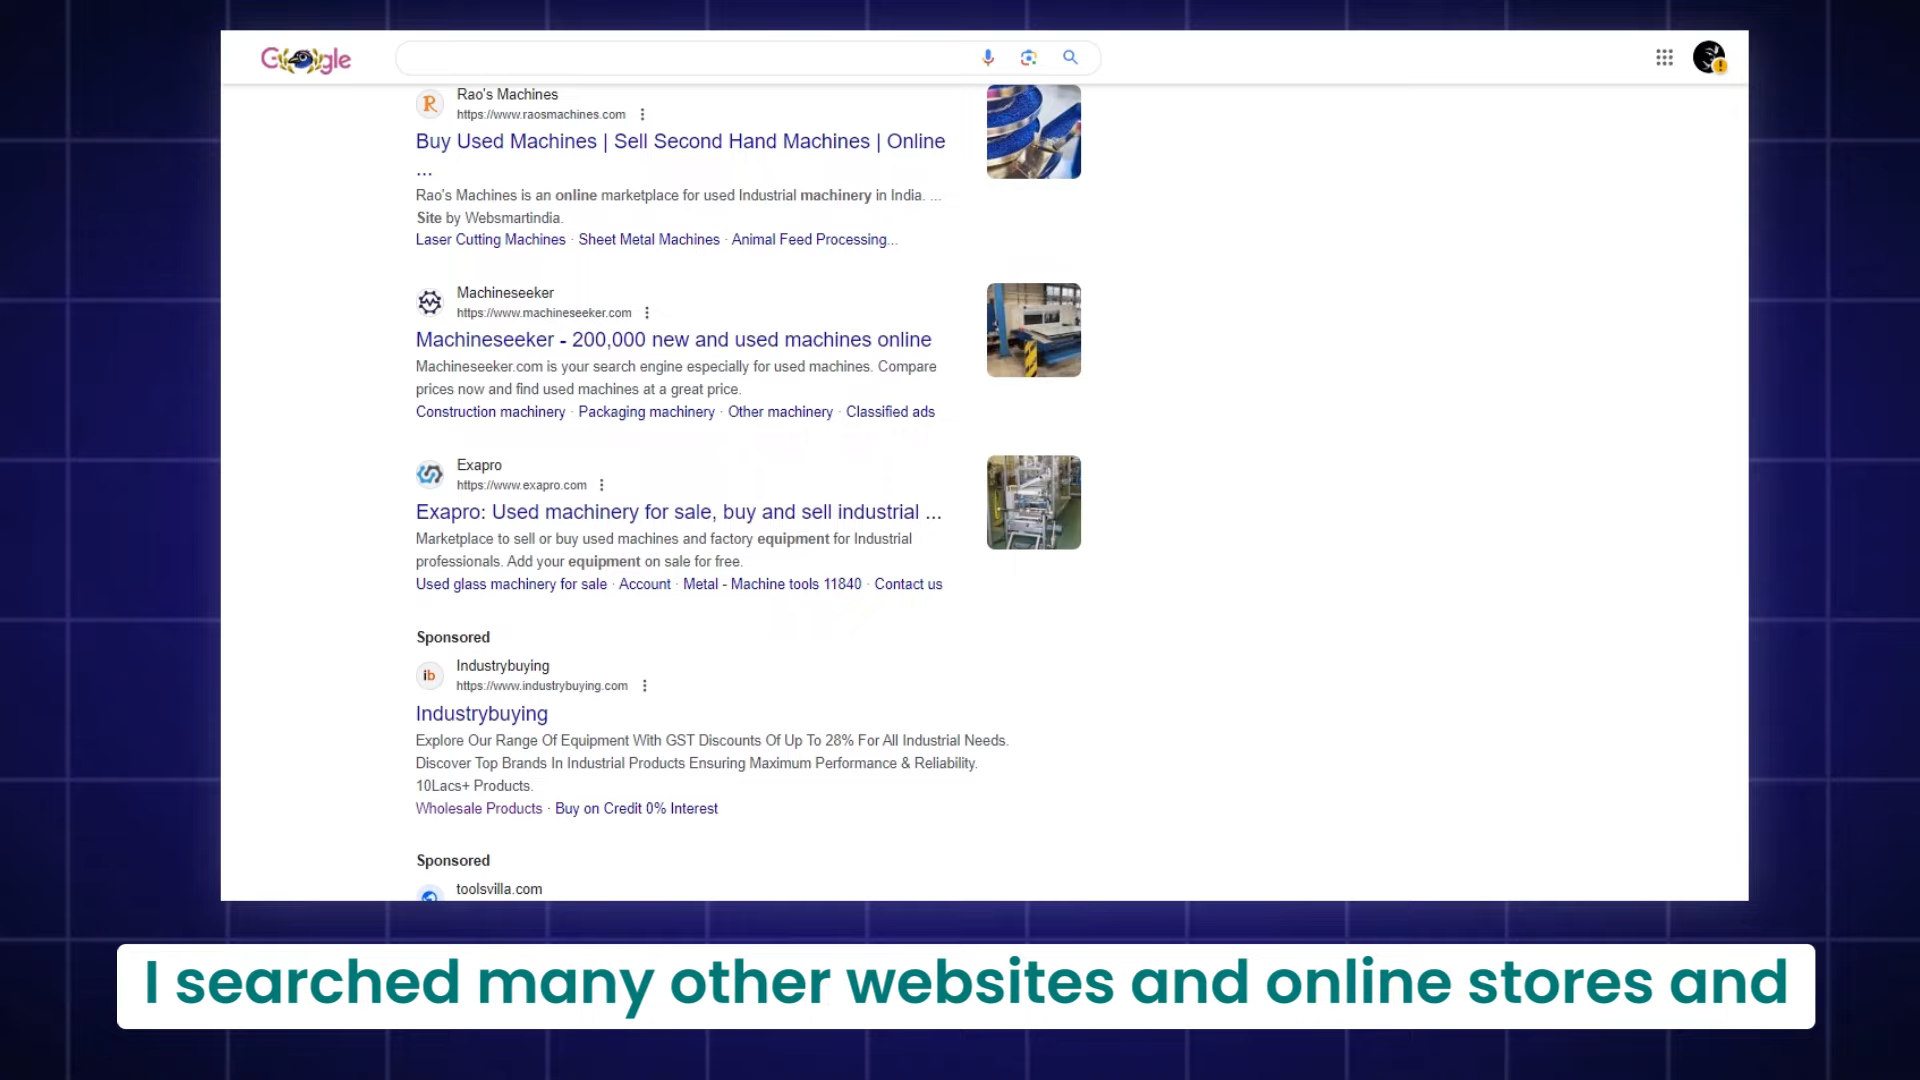 Google
Rao's Machines
https://www.raosmachines.com
Buy Used Machines | Sell Second Hand Machines | Online
...
Rao's Machines is an online marketplace for used Industrial machinery in India. ...
Site by Websmartindia.
Laser Cutting Machines · Sheet Metal Machines · Animal Feed Processing...
Machineseeker
https://www.machineseeker.com
Machineseeker - 200,000 new and used machines online
Machineseeker.com is your search engine especially for used machines. Compare
prices now and find used machines at a great price.
Construction machinery · Packaging machinery · Other machinery · Classified ads
Exapro
https://www.exapro.com
Exapro: Used machinery for sale, buy and sell industrial ...
Marketplace to sell or buy used machines and factory equipment for Industrial
professionals. Add your equipment on sale for free.
Used glass machinery for sale · Account · Metal - Machine tools 11840 · Contact us
Sponsored
ib
Industrybuying
https://www.industrybuying.com
Industrybuying
Explore Our Range Of Equipment With GST Discounts Of Up To 28% For All Industrial Needs.
Discover Top Brands In Industrial Products Ensuring Maximum Performance & Reliability.
10Lacs+ Products.
Wholesale Products · Buy on Credit 0% Interest
Sponsored
toolsvilla.com
I searched many other websites and online stores and